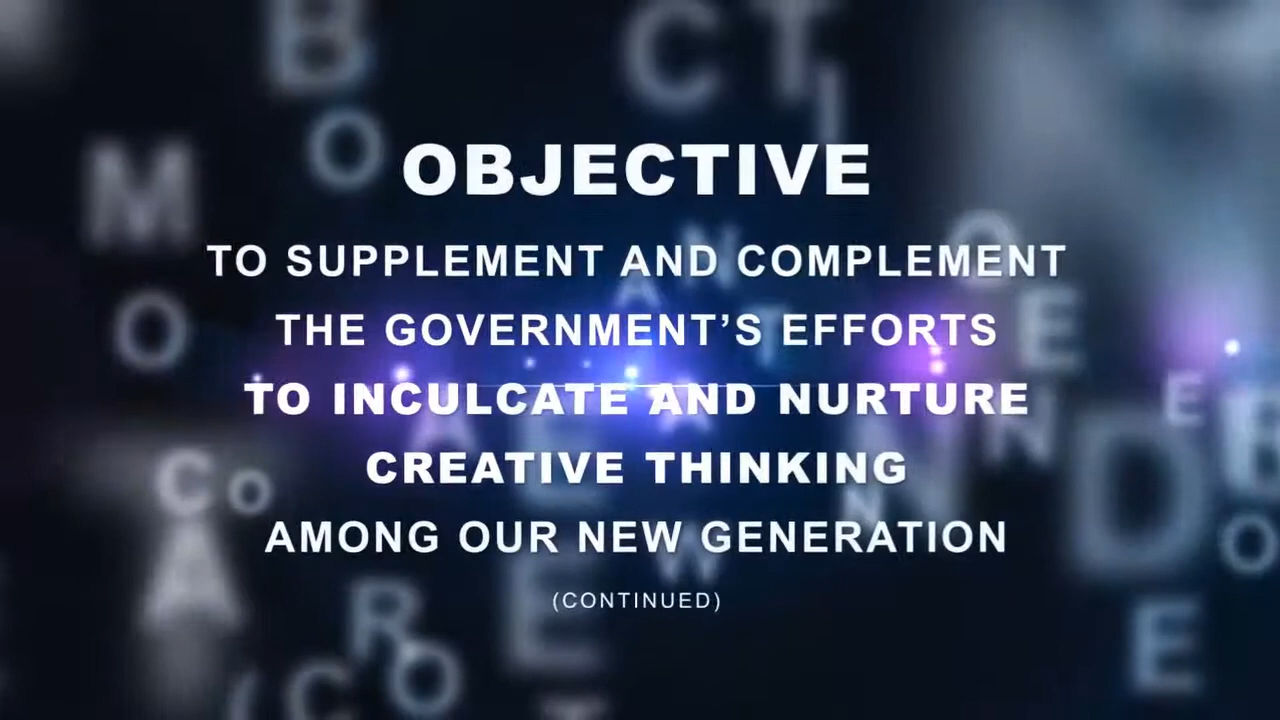 OBJECTIVE
TO SUPPLEMENT AND COMPLEMENT
THE GOVERNMENT’S EFFORTS
TO INCULCATE AND NURTURE
CREATIVE THINKING
AMONG OUR NEW GENERATION
(CONTINUED)